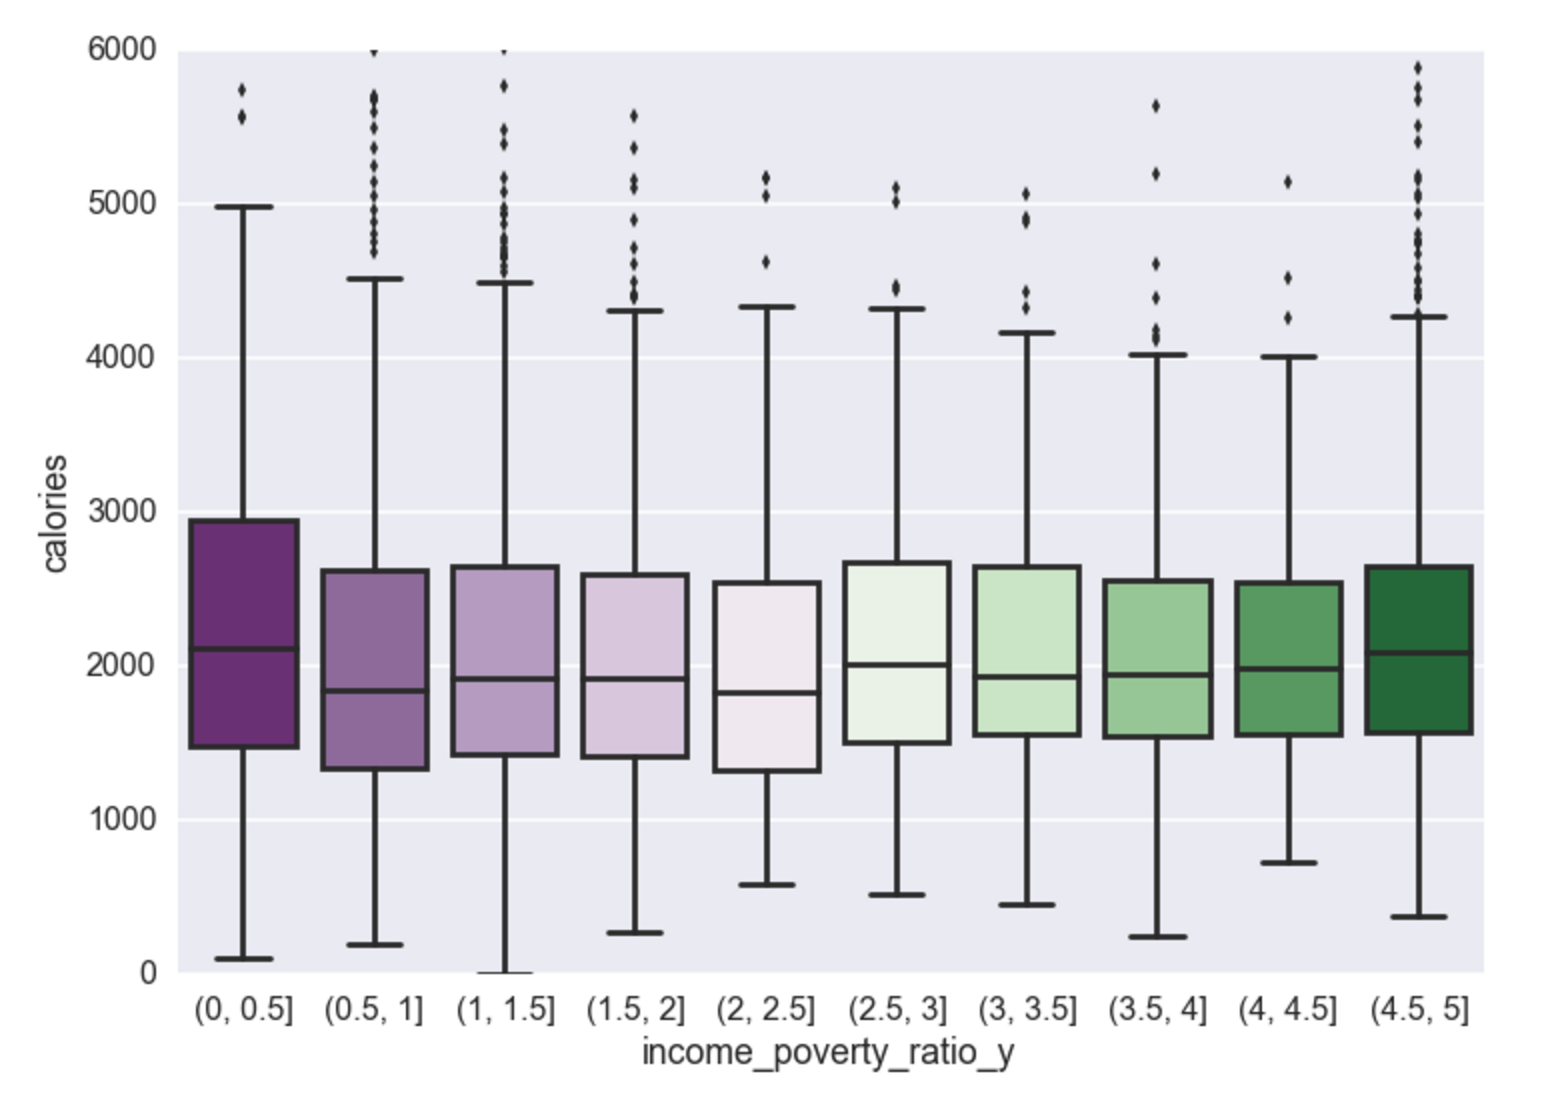 6000
5000
4000
3000
2000
1000
0
calories
(0, 0.5] (0.5, 1] (1, 1.5] (1.5, 2] (2, 2.5] (2.5, 3] (3, 3.5] (3.5, 4] (4, 4.5] (4.5, 5]
income_poverty_ratio_y